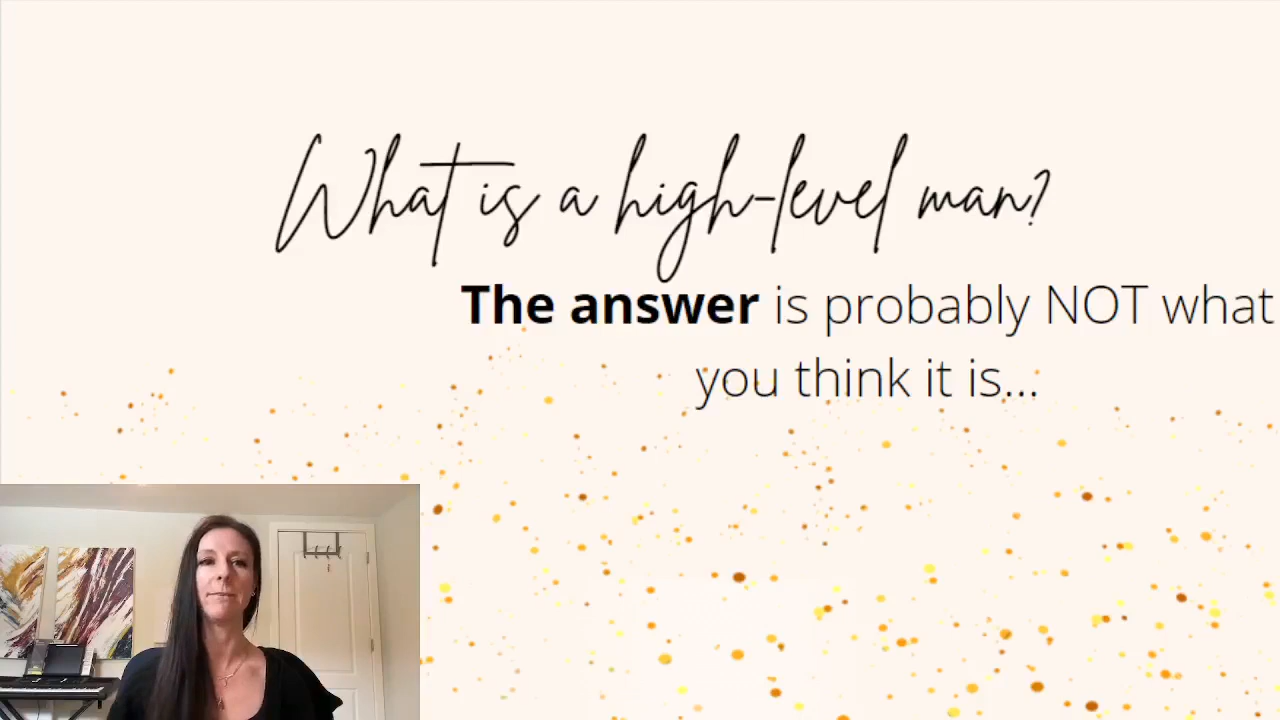 What is a high-level man?
The answer is probably NOT what
you think it is...